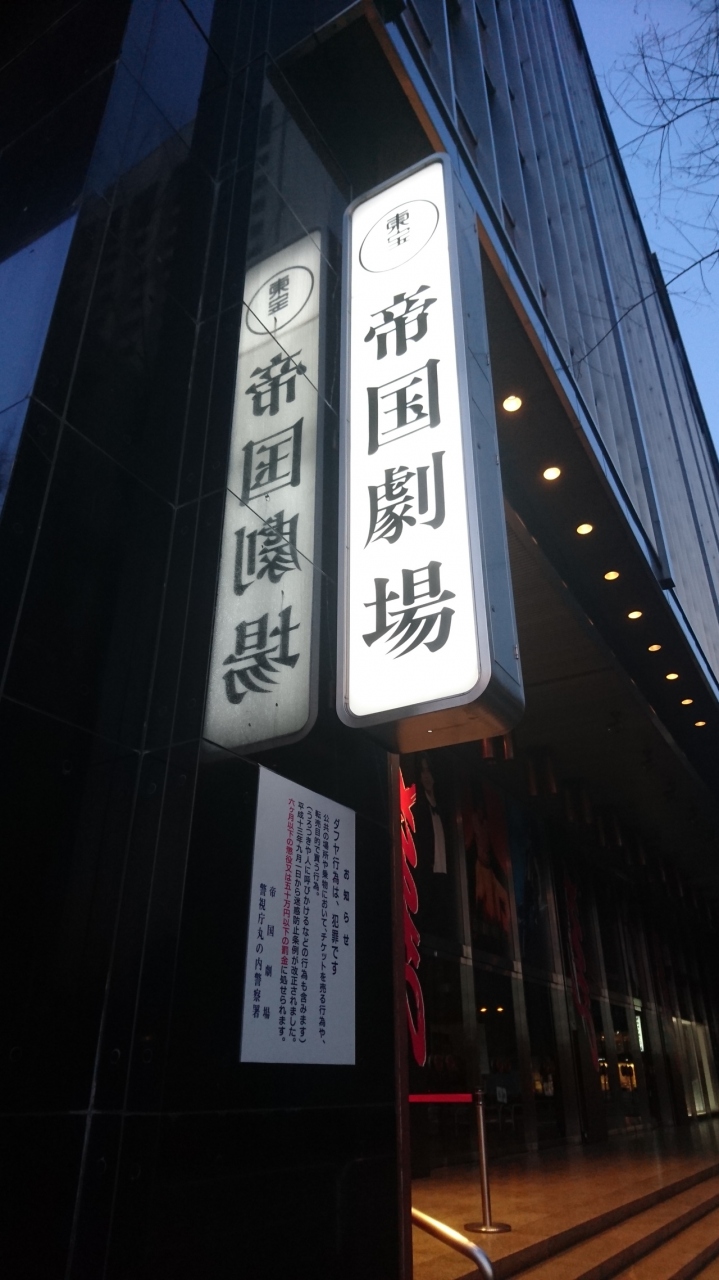 東宝
帝国劇場
お知らせ
ダフヤ行為は、犯罪です
公共の場所や乗物において、チケットを売る行為や、
転売目的で買う行為。
(うろつきや人に呼びかけるなどの行為も含みます)
平成十三年九月一日から迷惑防止条例が改正されました。
六ヶ月以下の懲役又は五十万円以下の罰金に処せられます。
帝国劇場
警視庁丸の内警察署